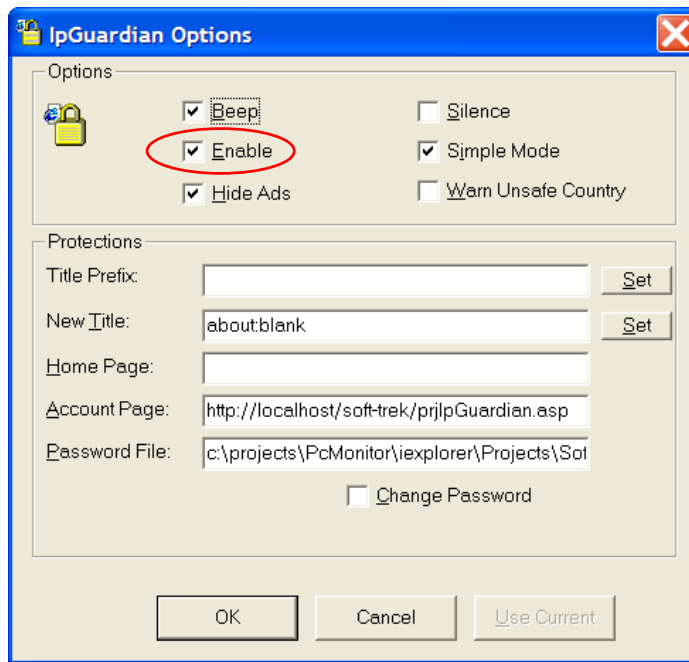 IpGuardian Options
Options
Beep
Silence
Enable
Simple Mode
Hide Ads
Warn Unsafe Country
Protections
Title Prefix:
Set
New Title:
about:blank
Set
Home Page:
Account Page:
http://localhost/soft-trek/prjIpGuardian.asp
Password File:
c:\projects\PcMonitor\iexplorer\Projects\Sof
Change Password
OK
Cancel
Use Current